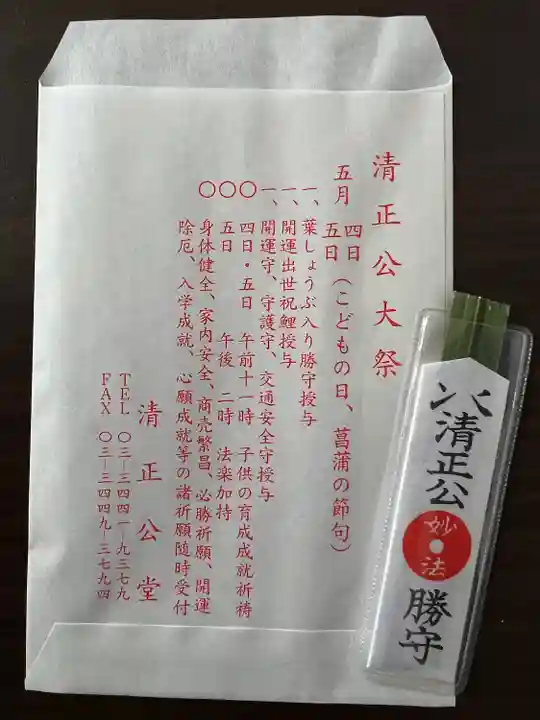 清正公大祭
五月 四日
五日
(こどもの日、菖蒲の節句)
一、葉しょうぶ入り勝守授与
一、開運出世祝鯉授与
一、開運守、守護守、交通安全守授与
〇四日・五日 午前十一時 子供の育成成就祈祷
〇五日 午後 二時 法楽加持
〇身体健全、家内安全、商売繁昌、必勝祈願、開運
除厄、入学成就、心願成就等の諸祈願随時受付
清正公堂
TEL 〇三-三四四一-九三七九
FAX 〇三-三四四九-三七九四
清正公
妙法
勝守